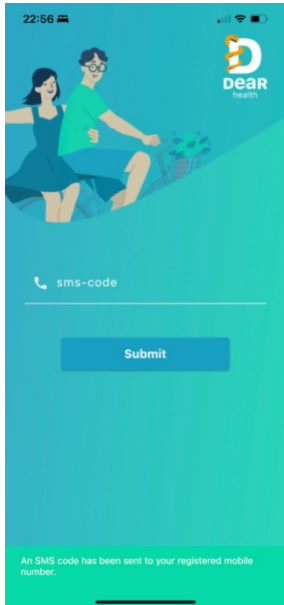 22:56
DeaR
health
sms-code
Submit
An SMS code has been sent to your registered mobile
number.